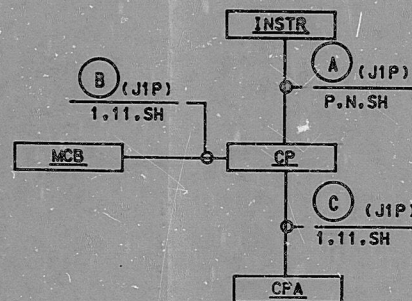 INSTR
A (J1P)
P.N.SH
B (J1P)
1.11.SH
MCB
CP
C (J1P)
1.11.SH
CPA